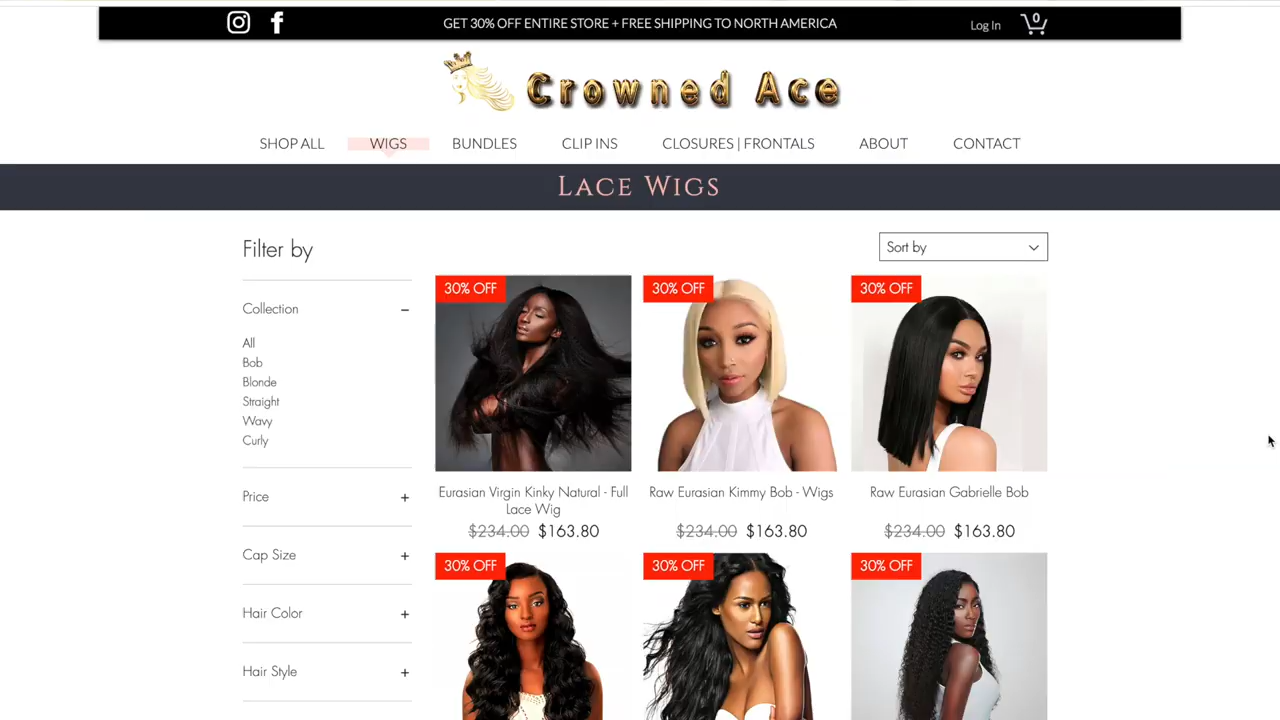 GET 30% OFF ENTIRE STORE + FREE SHIPPING TO NORTH AMERICA
Log In
0
Crowned Ace
SHOP ALL
WIGS
BUNDLES
CLIP INS
CLOSURES | FRONTALS
ABOUT
CONTACT
LACE WIGS
Filter by
Sort by
Collection
All
Bob
Blonde
Straight
Wavy
Curly
Price
Cap Size
Hair Color
Hair Style
30% OFF
Eurasian Virgin Kinky Natural - Full
Lace Wig
$234.00 $163.80
30% OFF
Raw Eurasian Kimmy Bob - Wigs
$234.00 $163.80
30% OFF
Raw Eurasian Gabrielle Bob
$234.00 $163.80
30% OFF
30% OFF
30% OFF